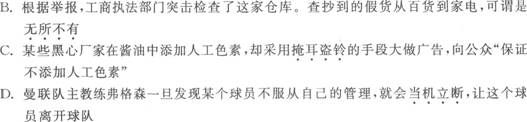 B. 根据举报,工商执法部门突击检查了这家仓库。查抄到的假货从百货到家电,可谓是
无所不有
C. 某些黑心厂家在酱油中添加人工色素,却采用掩耳盗铃的手段大做广告,向公众“保证
不添加人工色素”
D. 曼联队主教练弗格森一旦发现某个球员不服从自己的管理,就会当机立断,让这个球
员离开球队